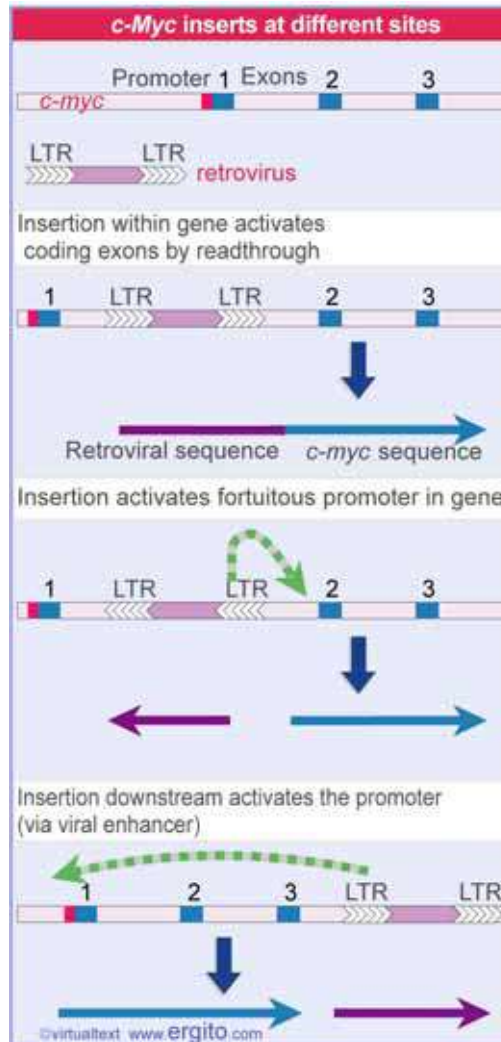 c-Myc inserts at different sites
Promoter 1 Exons 2 3
c-myc
LTR LTR
retrovirus
Insertion within gene activates
coding exons by readthrough
1 LTR LTR 2 3
Retroviral sequence c-myc sequence
Insertion activates fortuitous promoter in gene
1 LTR LTR 2 3
Insertion downstream activates the promoter
(via viral enhancer)
1 2 3 LTR LTR
©virtualtext www.ergito.com